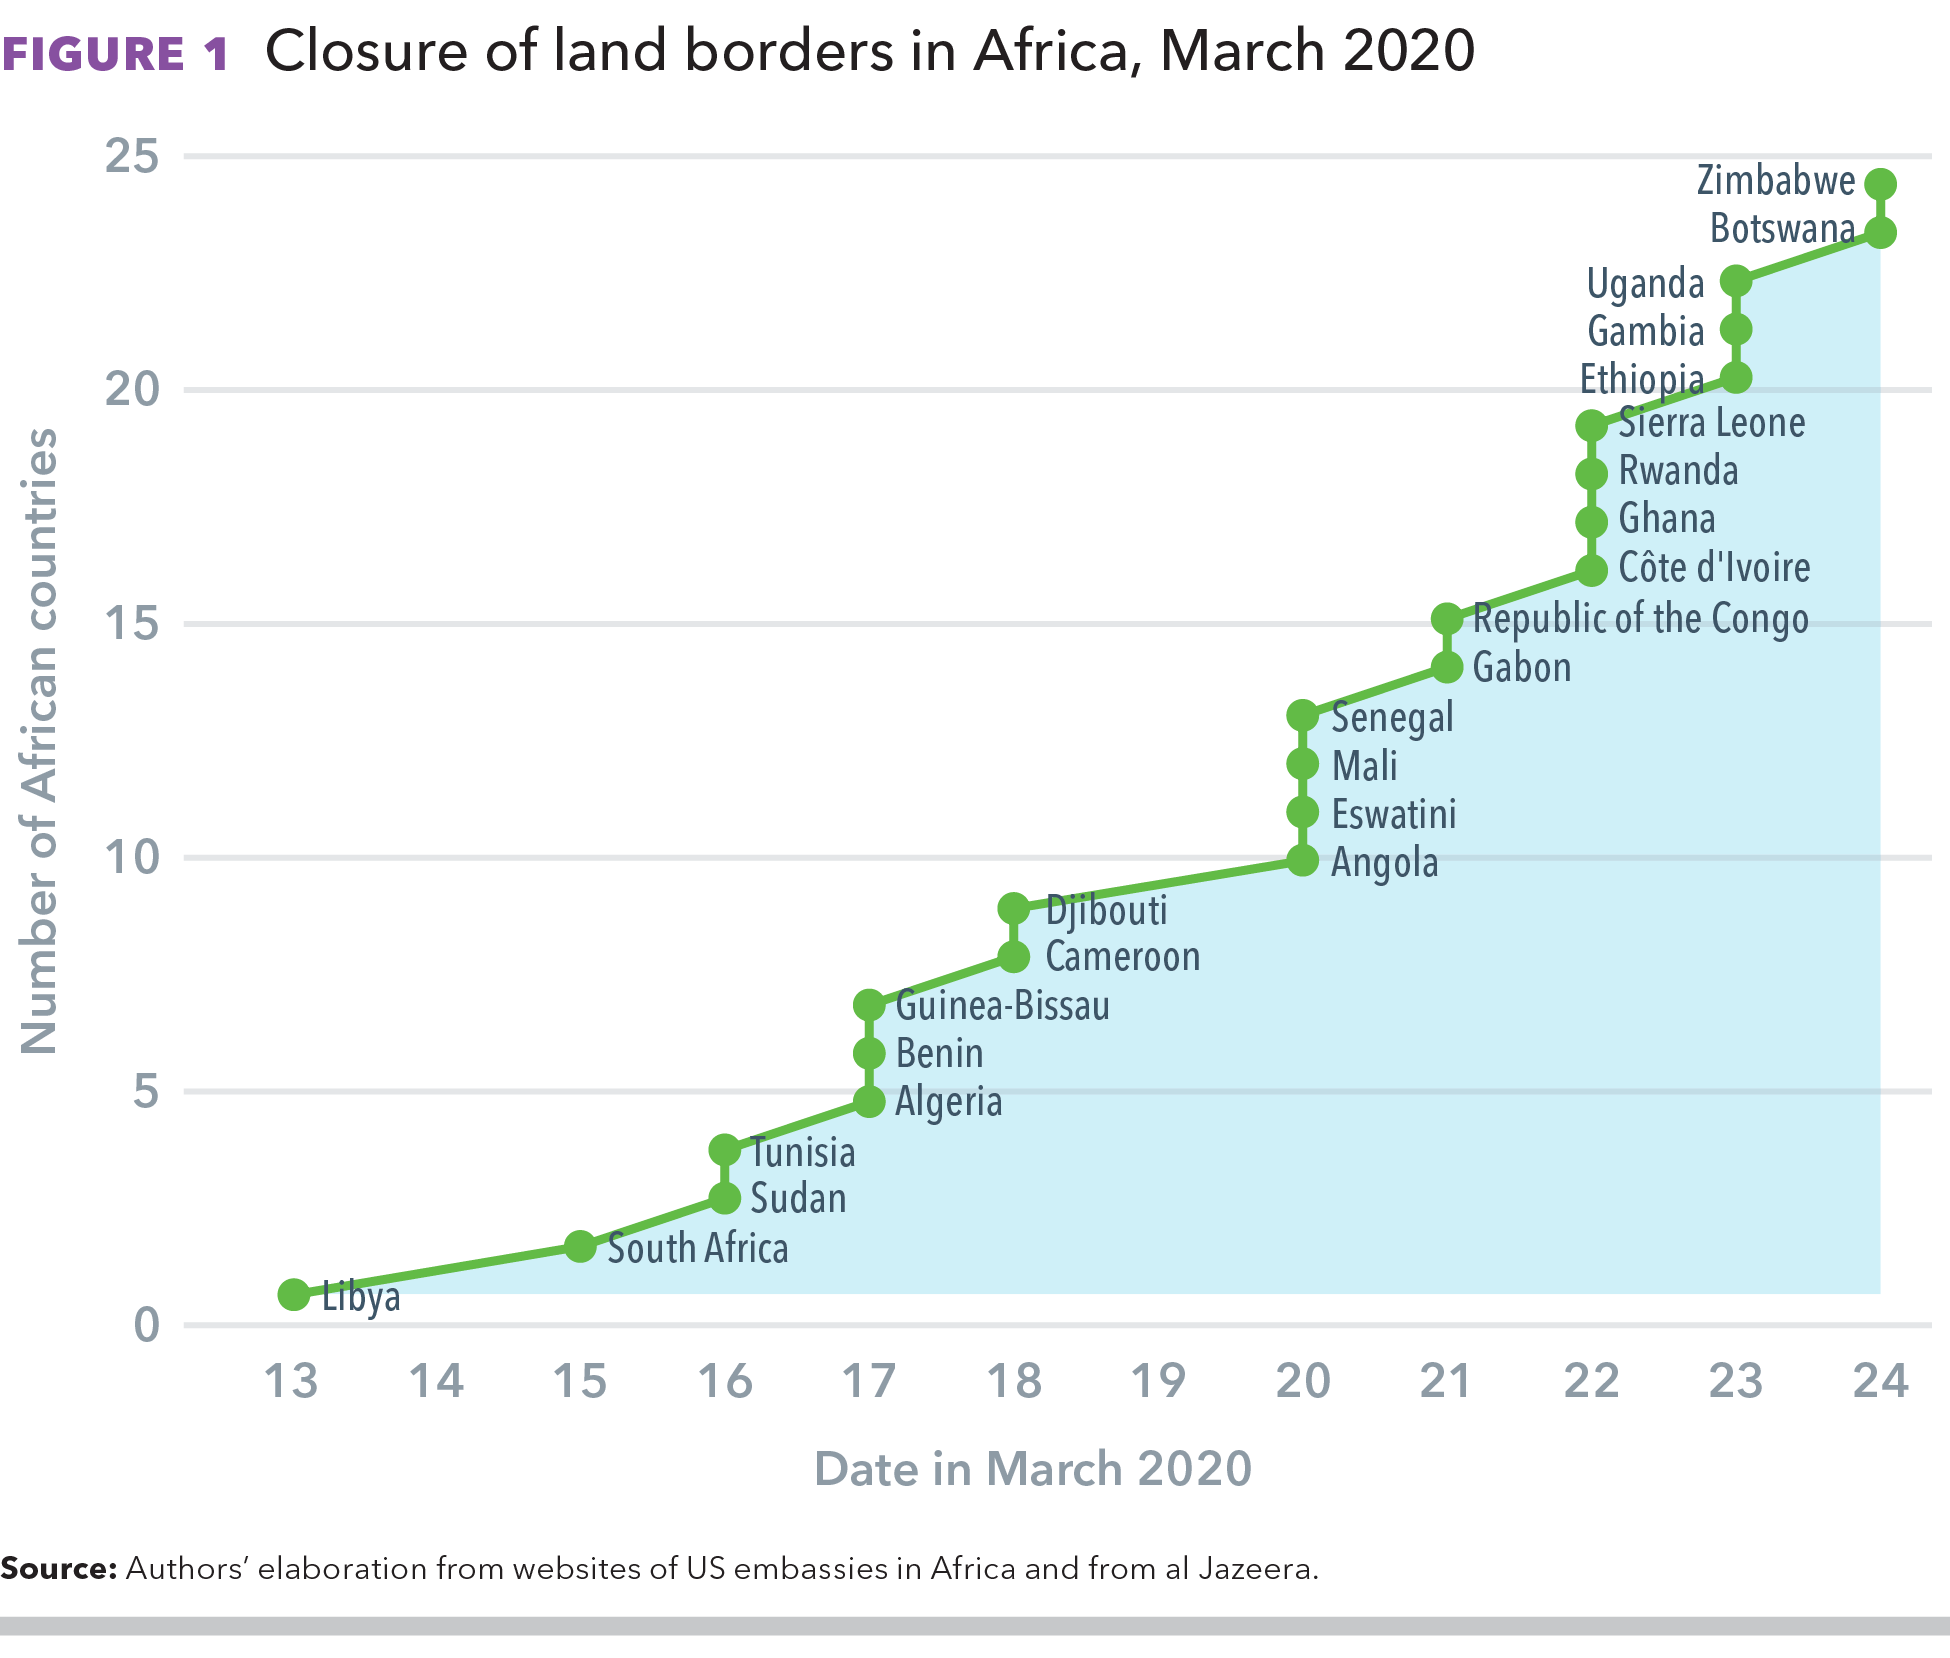 FIGURE 1 Closure of land borders in Africa, March 2020
25
20
15
10
5
0
Number of African countries
Zimbabwe
Botswana
Uganda
Gambia
Ethiopia
Sierra Leone
Rwanda
Ghana
Côte d'Ivoire
Republic of the Congo
Gabon
Senegal
Mali
Eswatini
Angola
Djibouti
Cameroon
Guinea-Bissau
Benin
Algeria
Tunisia
Sudan
South Africa
Libya
13 14 15 16 17 18 19 20 21 22 23 24
Date in March 2020
Source: Authors’ elaboration from websites of US embassies in Africa and from al Jazeera.